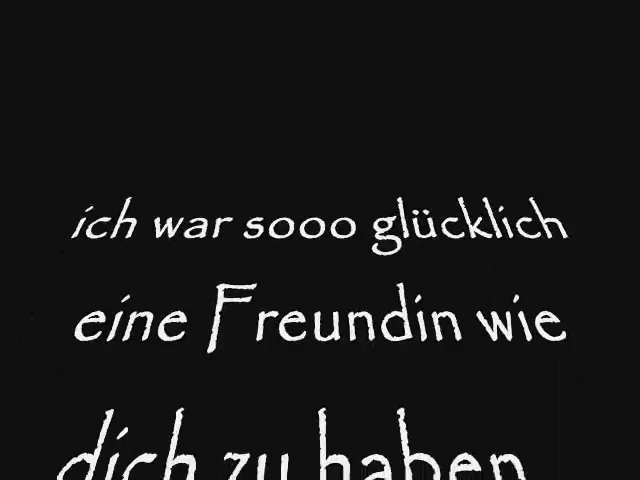 ich war sooo glücklich
eine Freundin wie
dich zu haben